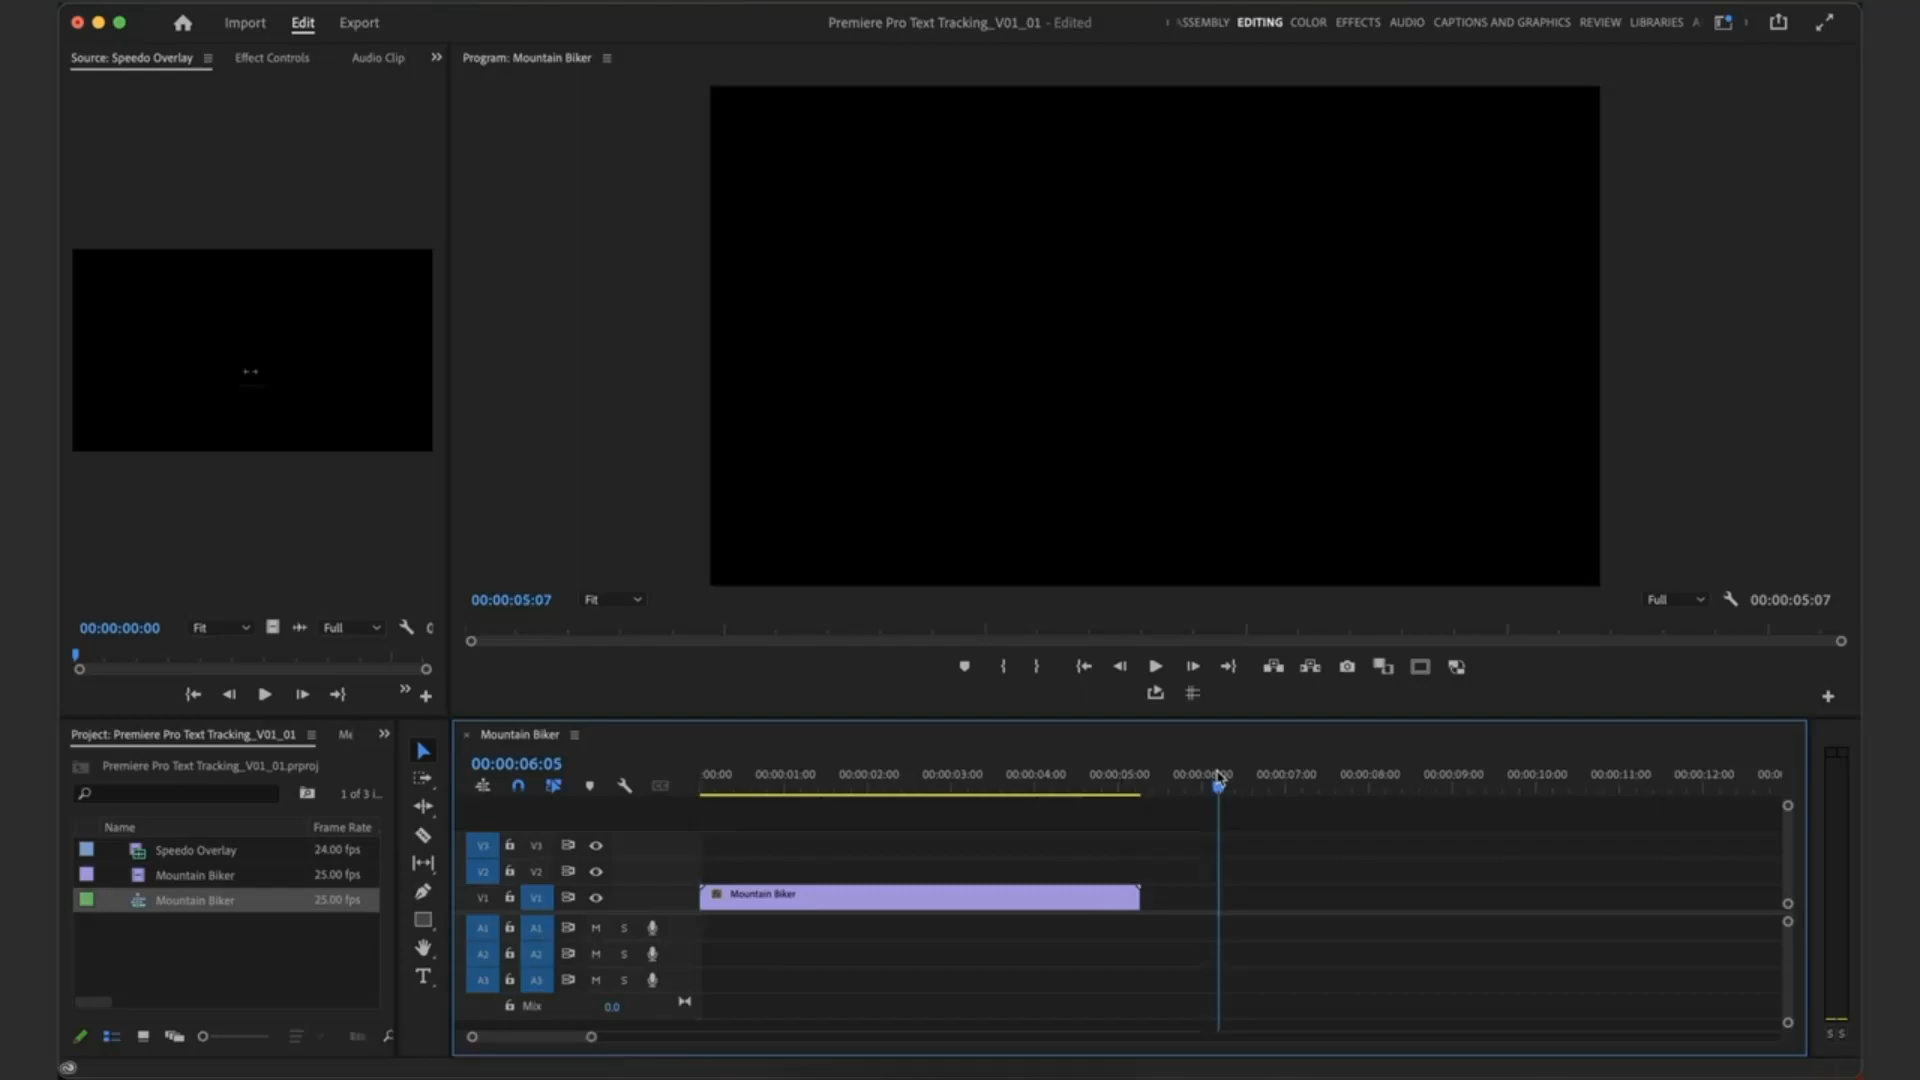 Import Edit Export
Premiere Pro Text Tracking_V01_01 - Edited
ASSEMBLY EDITING COLOR EFFECTS AUDIO CAPTIONS AND GRAPHICS REVIEW LIBRARIES A
Source: Speedo Overlay Effect Controls Audio Clip
Program: Mountain Biker
00:00:05:07 Fit Full 00:00:05:07
00:00:00:00 Fit Full
Project: Premiere Pro Text Tracking_V01_01
Premiere Pro Text Tracking_V01_01.prproj
1 of 3 i...
Name Frame Rate
Speedo Overlay 24.00 fps
Mountain Biker 25.00 fps
Mountain Biker 25.00 fps
Mountain Biker
00:00:06:05
:00:00 00:00:01:00 00:00:02:00 00:00:03:00 00:00:04:00 00:00:05:00 00:00:07:00 00:00:08:00 00:00:09:00 00:00:10:00 00:00:11:00 00:00:12:00
V3 V3
V2 V2
V1 V1 Mountain Biker
A1 A1 M S
A2 A2 M S
A3 A3 M S
Mix 0.0
S S